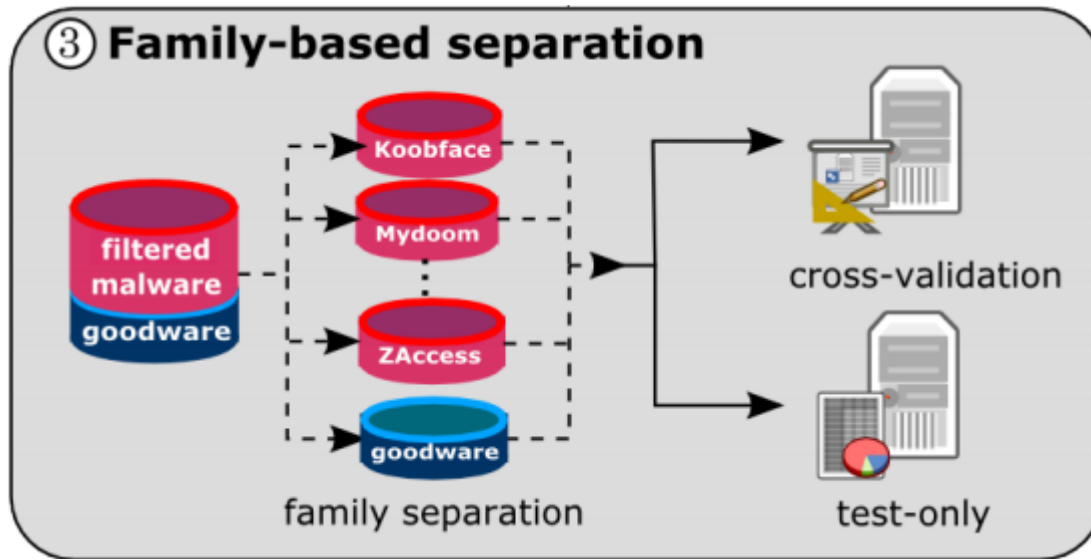 ③ Family-based separation
filtered
malware
goodware
Koobface
Mydoom
ZAccess
goodware
family separation
cross-validation
test-only